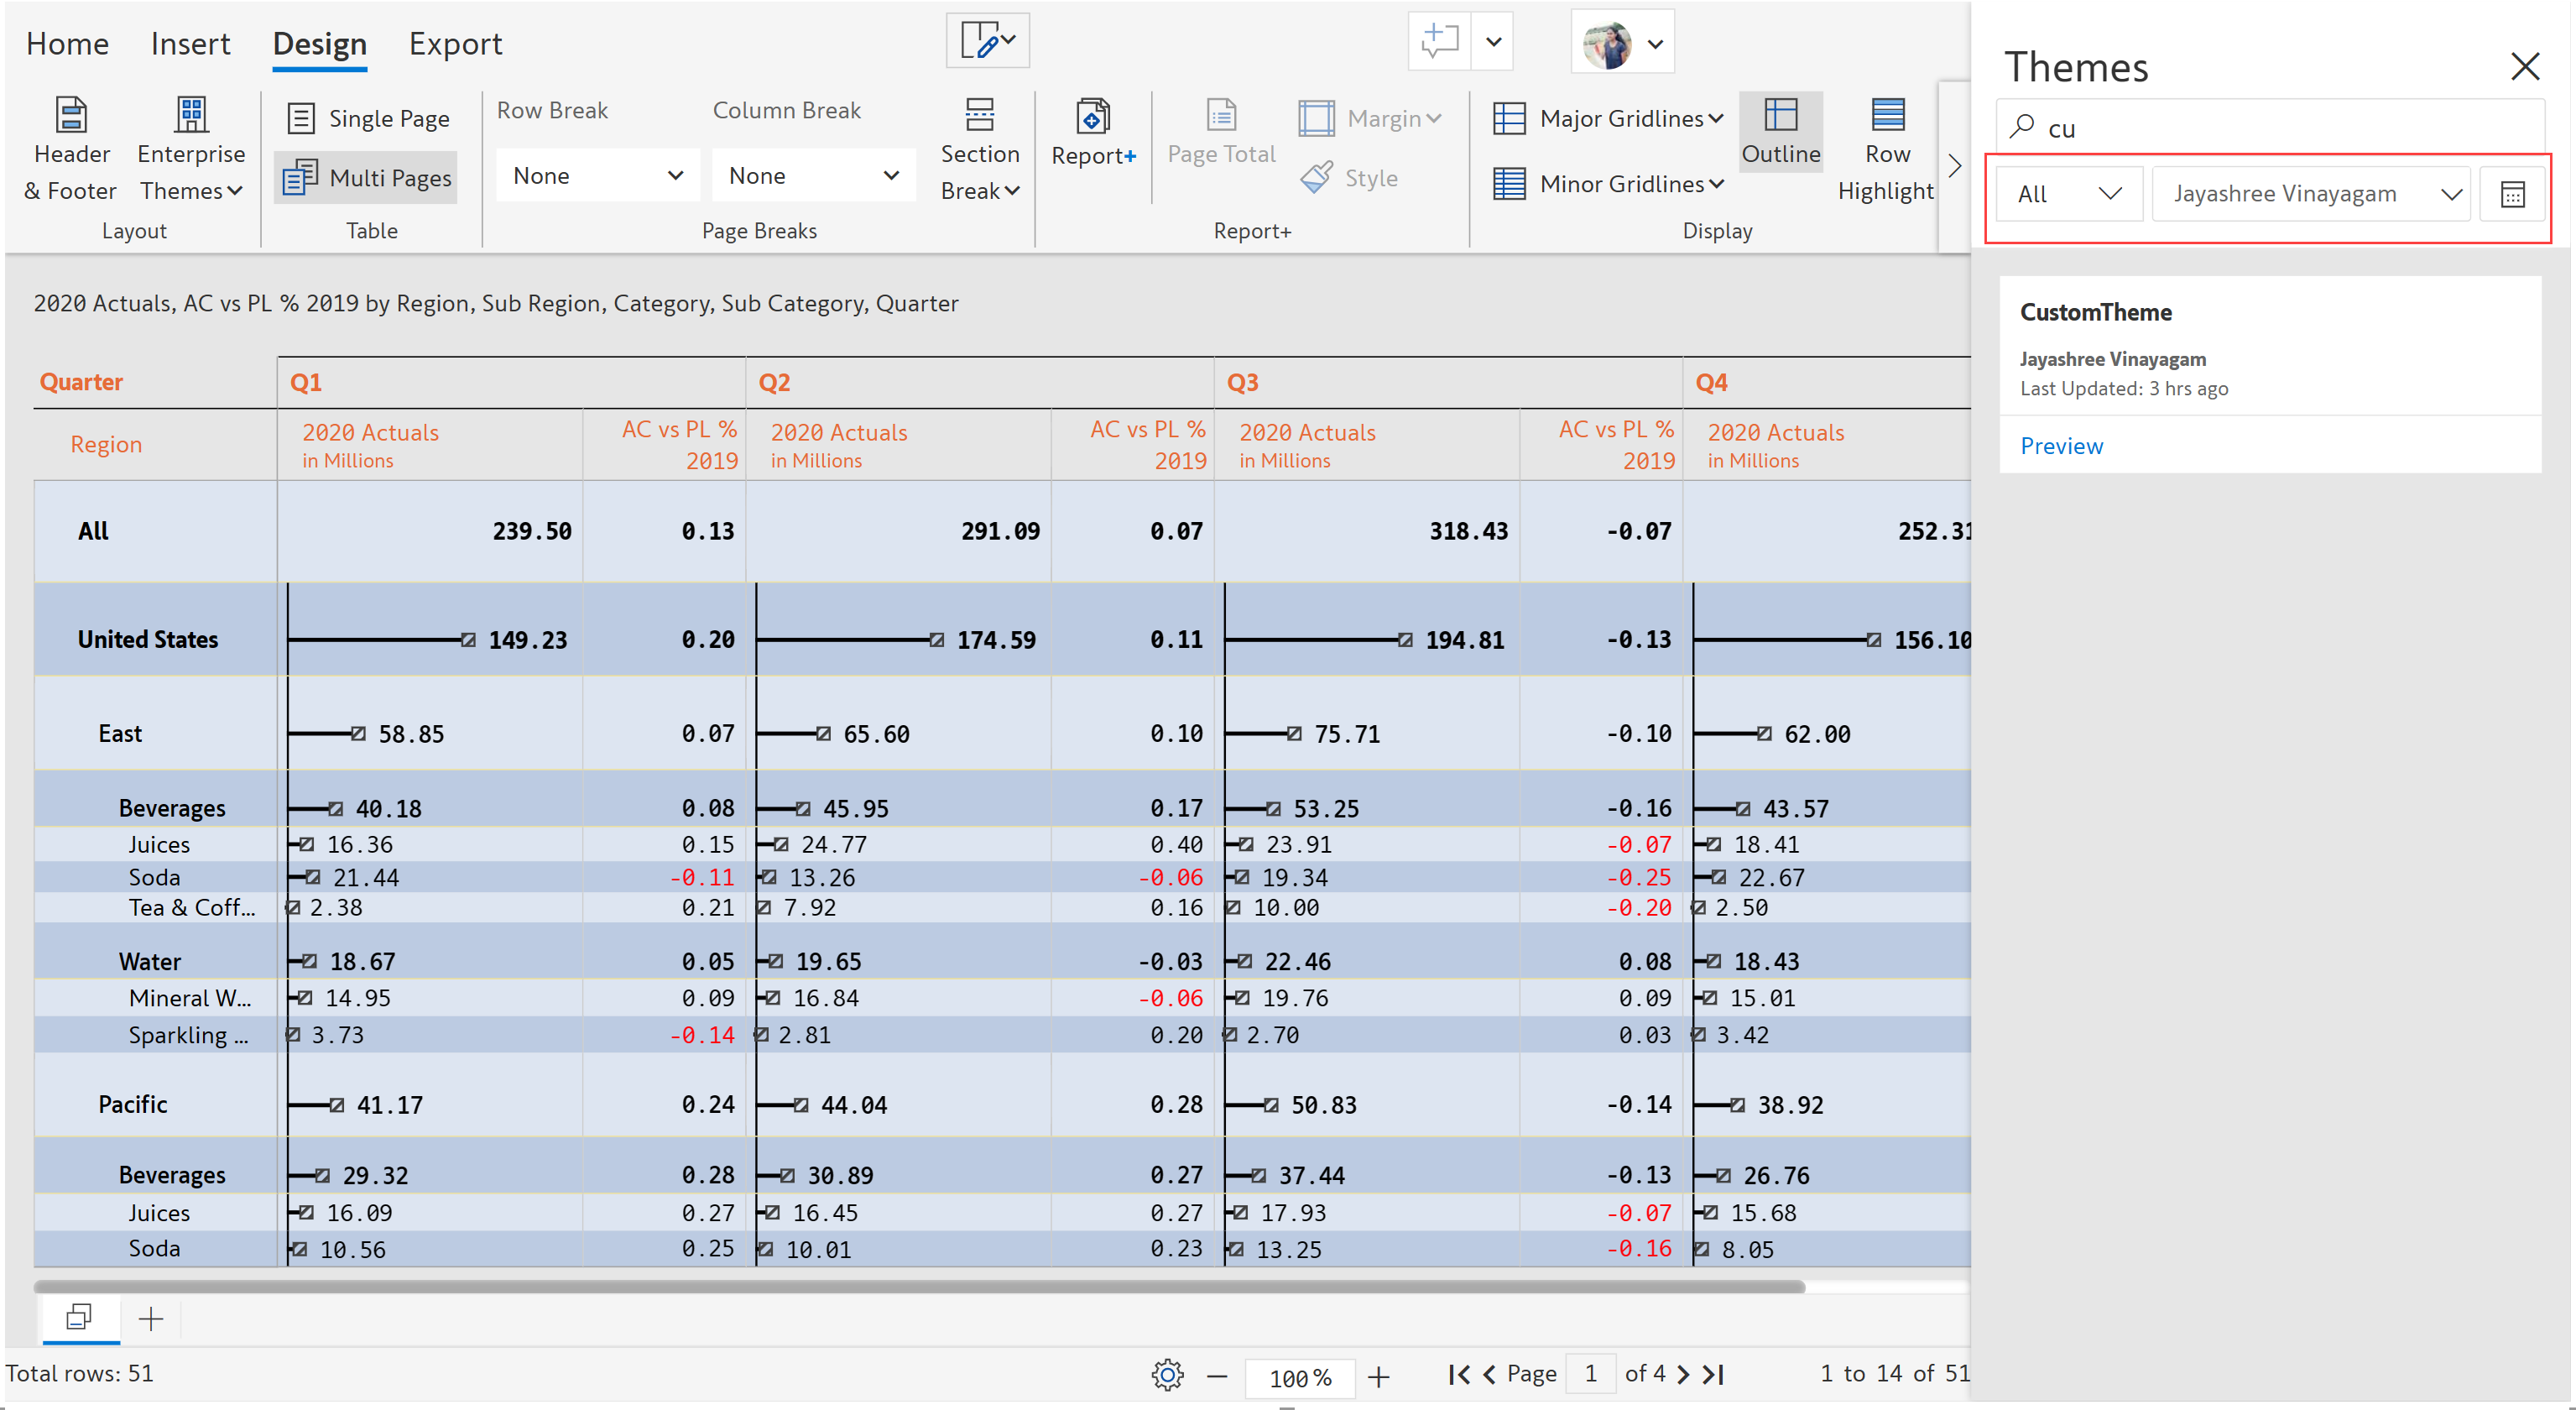 Home Insert Design Export
Header & Footer
Enterprise Themes
Layout
Single Page
Multi Pages
Table
Row Break Column Break
None None
Section Break
Page Breaks
Report+
Page Total
Margin
Style
Report+
Major Gridlines
Minor Gridlines
Outline
Row Highlight
Display
Themes
cu
All Jayashree Vinayagam
CustomTheme
Jayashree Vinayagam
Last Updated: 3 hrs ago
Preview
2020 Actuals, AC vs PL % 2019 by Region, Sub Region, Category, Sub Category, Quarter
Quarter Q1 Q2 Q3 Q4
Region 2020 Actuals in Millions AC vs PL % 2019 2020 Actuals in Millions AC vs PL % 2019 2020 Actuals in Millions AC vs PL % 2019 2020 Actuals in Millions
All 239.50 0.13 291.09 0.07 318.43 -0.07 252.31
United States 149.23 0.20 174.59 0.11 194.81 -0.13 156.10
East 58.85 0.07 65.60 0.10 75.71 -0.10 62.00
Beverages 40.18 0.08 45.95 0.17 53.25 -0.16 43.57
Juices 16.36 0.15 24.77 0.40 23.91 -0.07 18.41
Soda 21.44 -0.11 13.26 -0.06 19.34 -0.25 22.67
Tea & Coff... 2.38 0.21 7.92 0.16 10.00 -0.20 2.50
Water 18.67 0.05 19.65 -0.03 22.46 0.08 18.43
Mineral W... 14.95 0.09 16.84 -0.06 19.76 0.09 15.01
Sparkling ... 3.73 -0.14 2.81 0.20 2.70 0.03 3.42
Pacific 41.17 0.24 44.04 0.28 50.83 -0.14 38.92
Beverages 29.32 0.28 30.89 0.27 37.44 -0.13 26.76
Juices 16.09 0.27 16.45 0.27 17.93 -0.07 15.68
Soda 10.56 0.25 10.01 0.23 13.25 -0.16 8.05
Total rows: 51 100 % Page 1 of 4 1 to 14 of 51